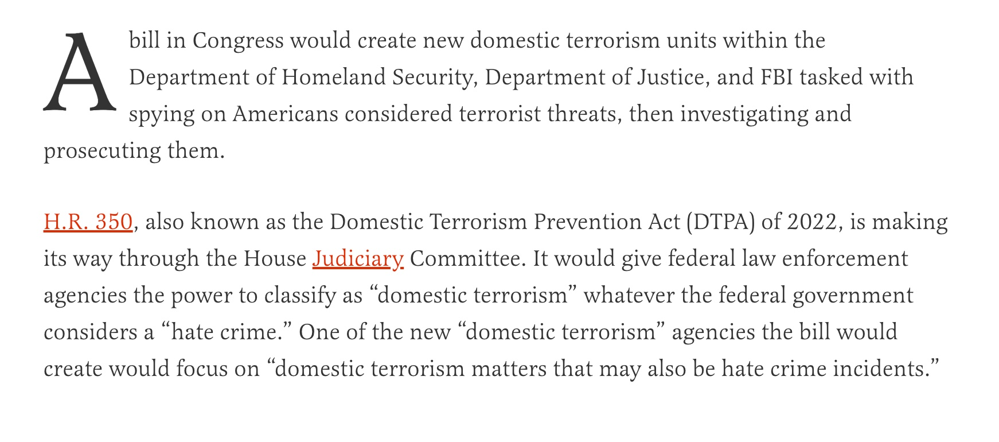 A bill in Congress would create new domestic terrorism units within the
Department of Homeland Security, Department of Justice, and FBI tasked with
spying on Americans considered terrorist threats, then investigating and
prosecuting them.
H.R. 350, also known as the Domestic Terrorism Prevention Act (DTPA) of 2022, is making
its way through the House Judiciary Committee. It would give federal law enforcement
agencies the power to classify as “domestic terrorism” whatever the federal government
considers a “hate crime.” One of the new “domestic terrorism” agencies the bill would
create would focus on “domestic terrorism matters that may also be hate crime incidents.”